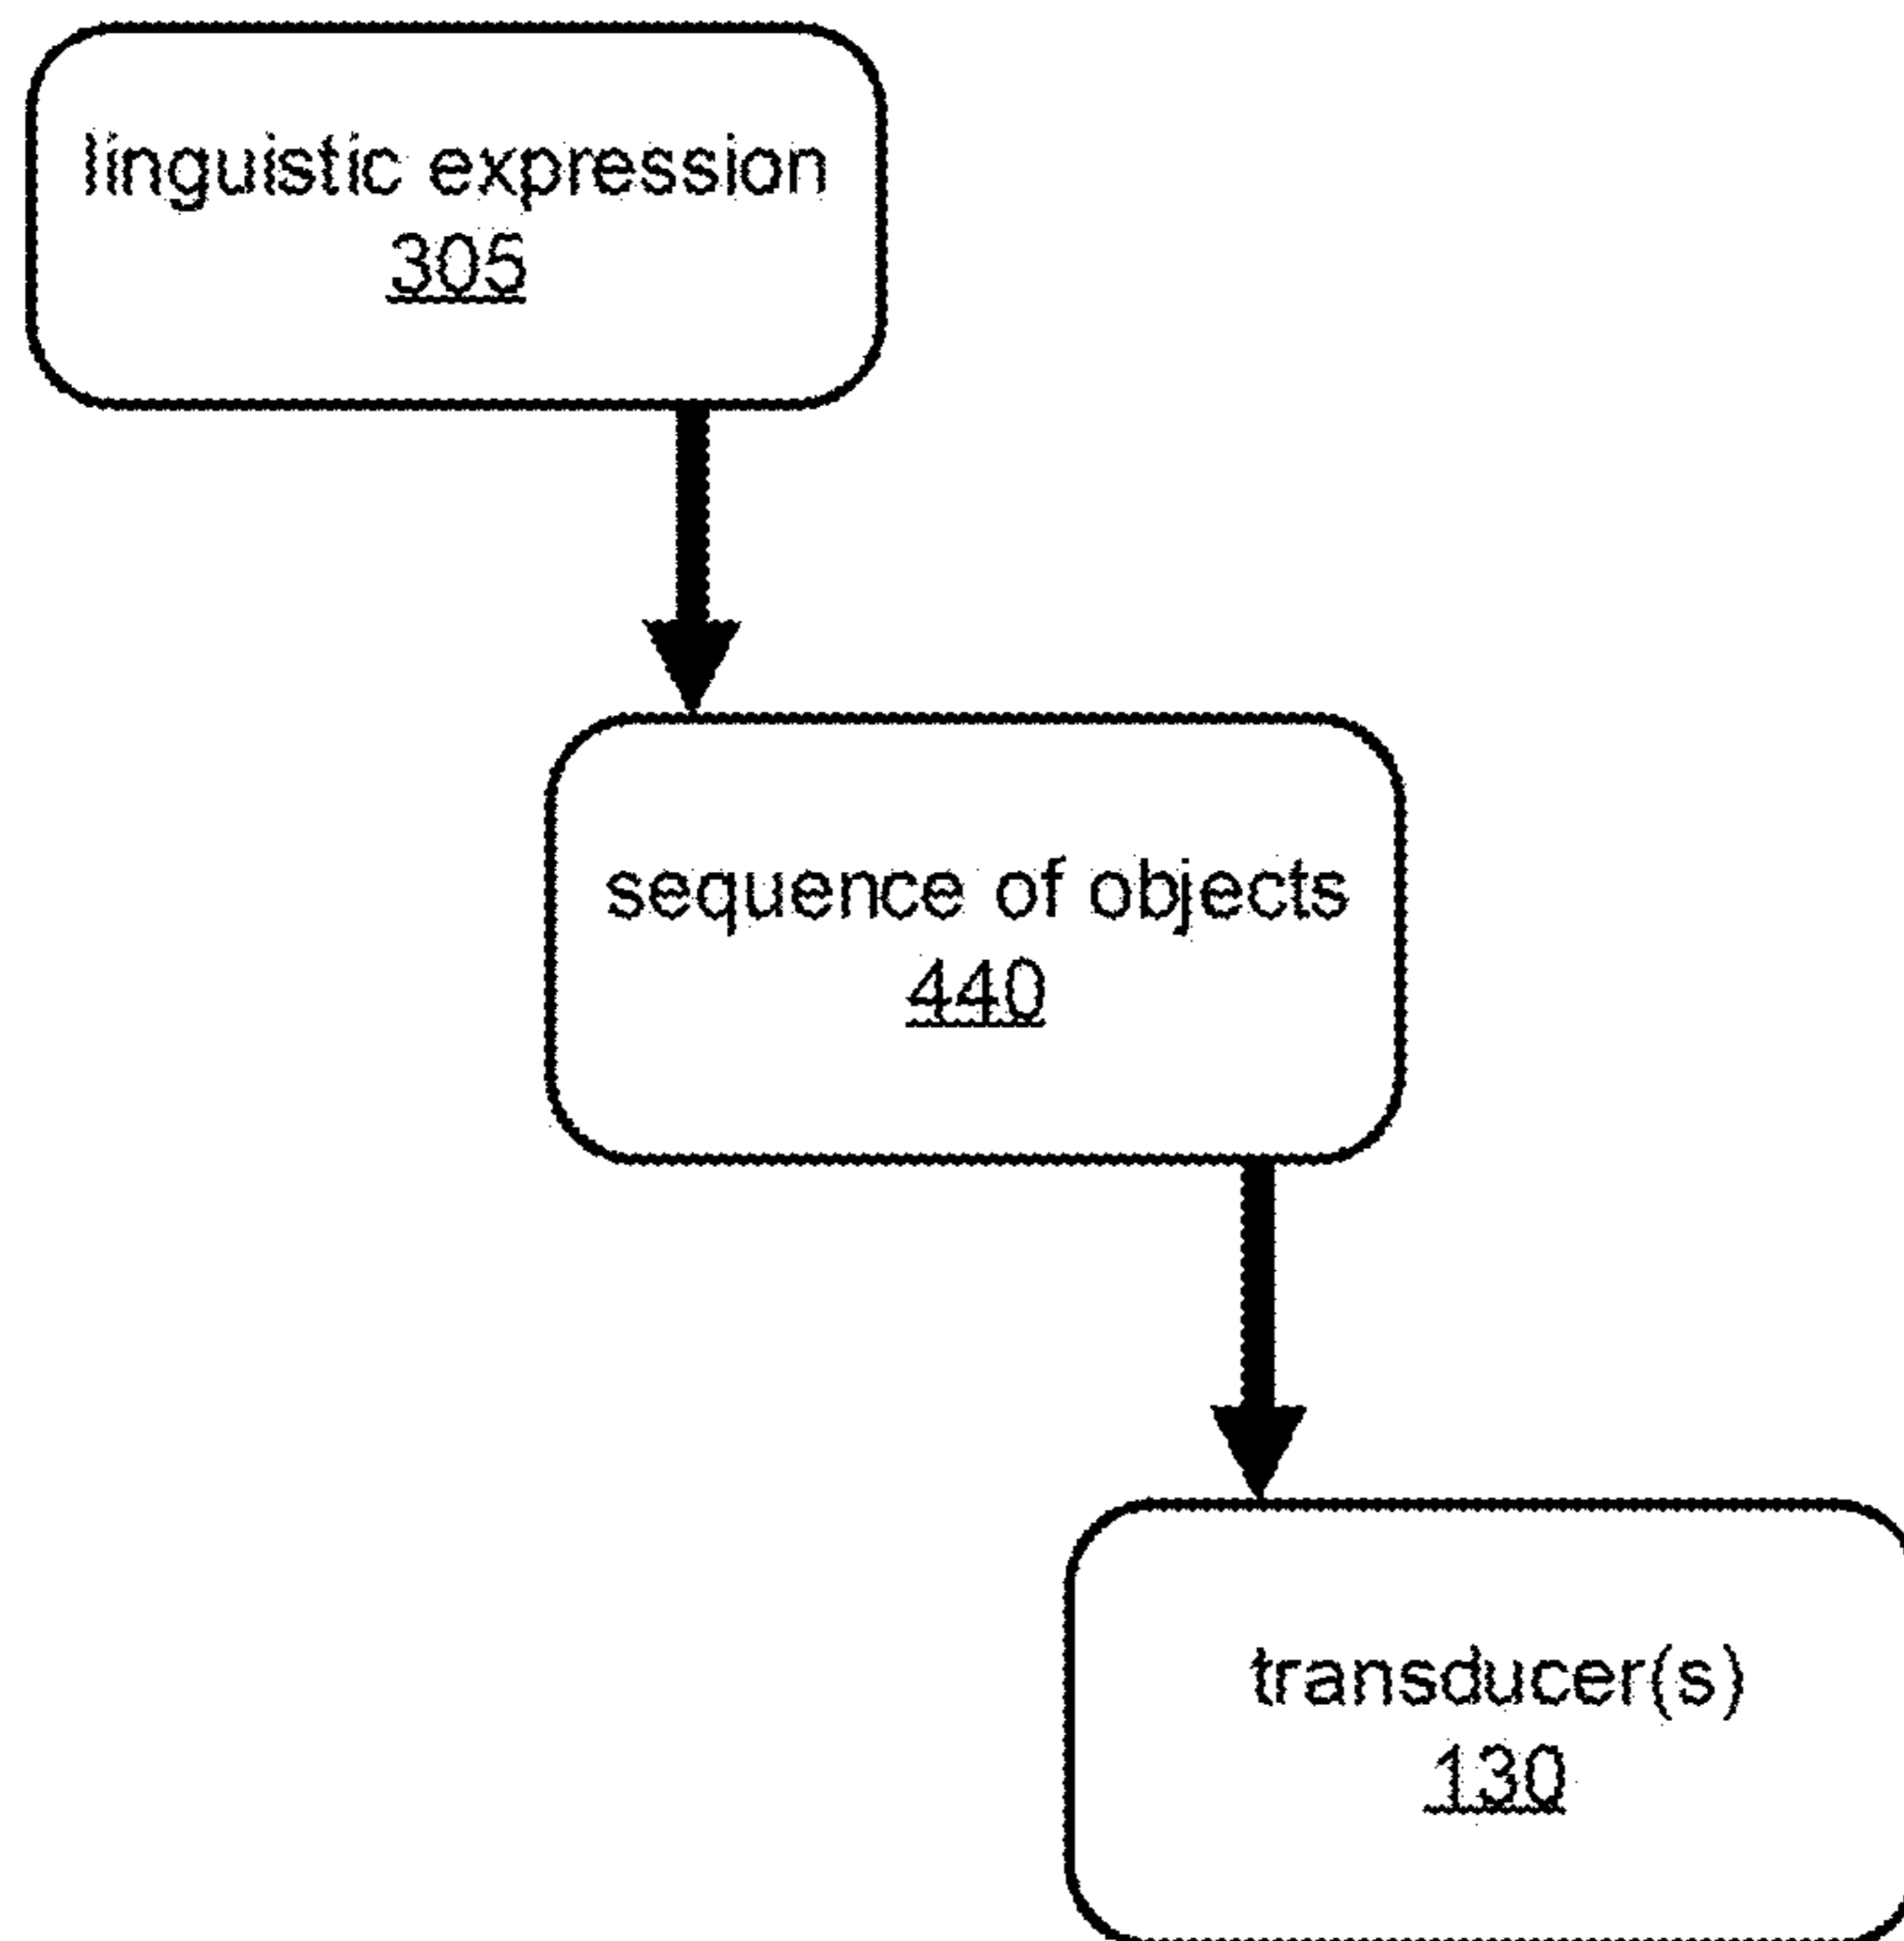 linguistic expression
305
sequence of objects
440
transducer(s)
130